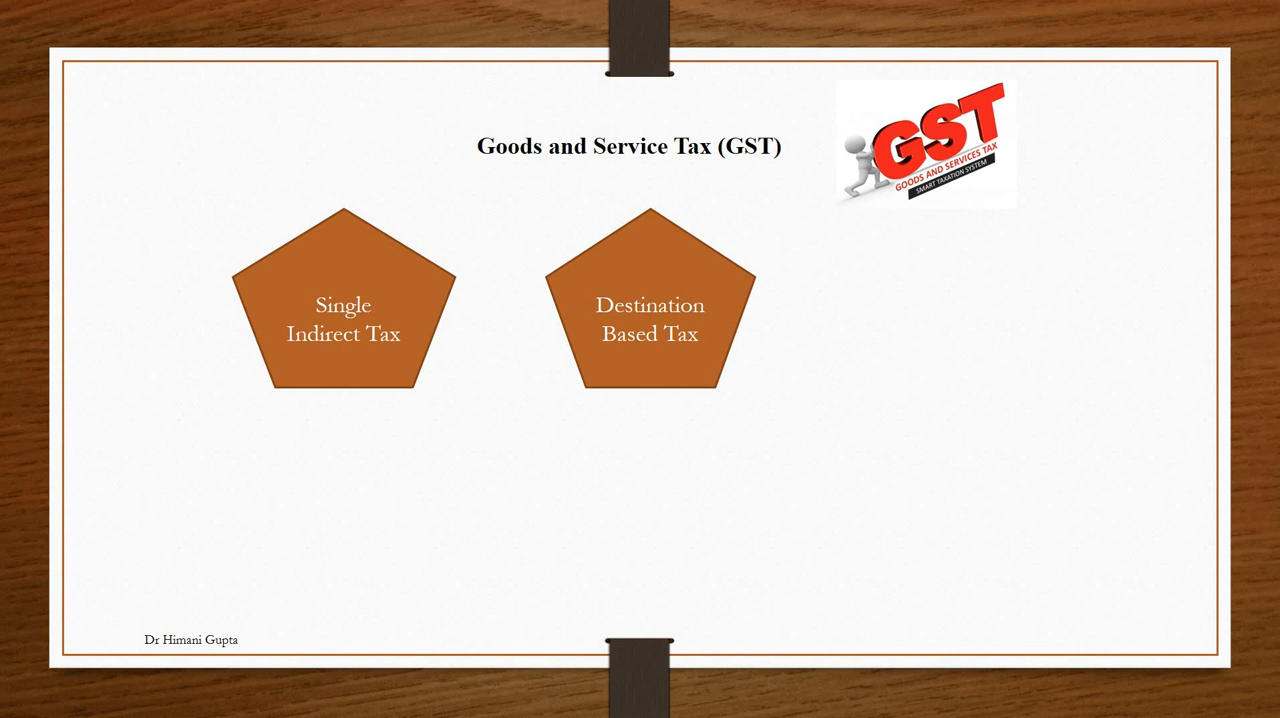 Goods and Service Tax (GST)
GST
GOODS AND SERVICES TAX
SMART TAXATION SYSTEM
Single
Indirect Tax
Destination
Based Tax
Dr Himani Gupta